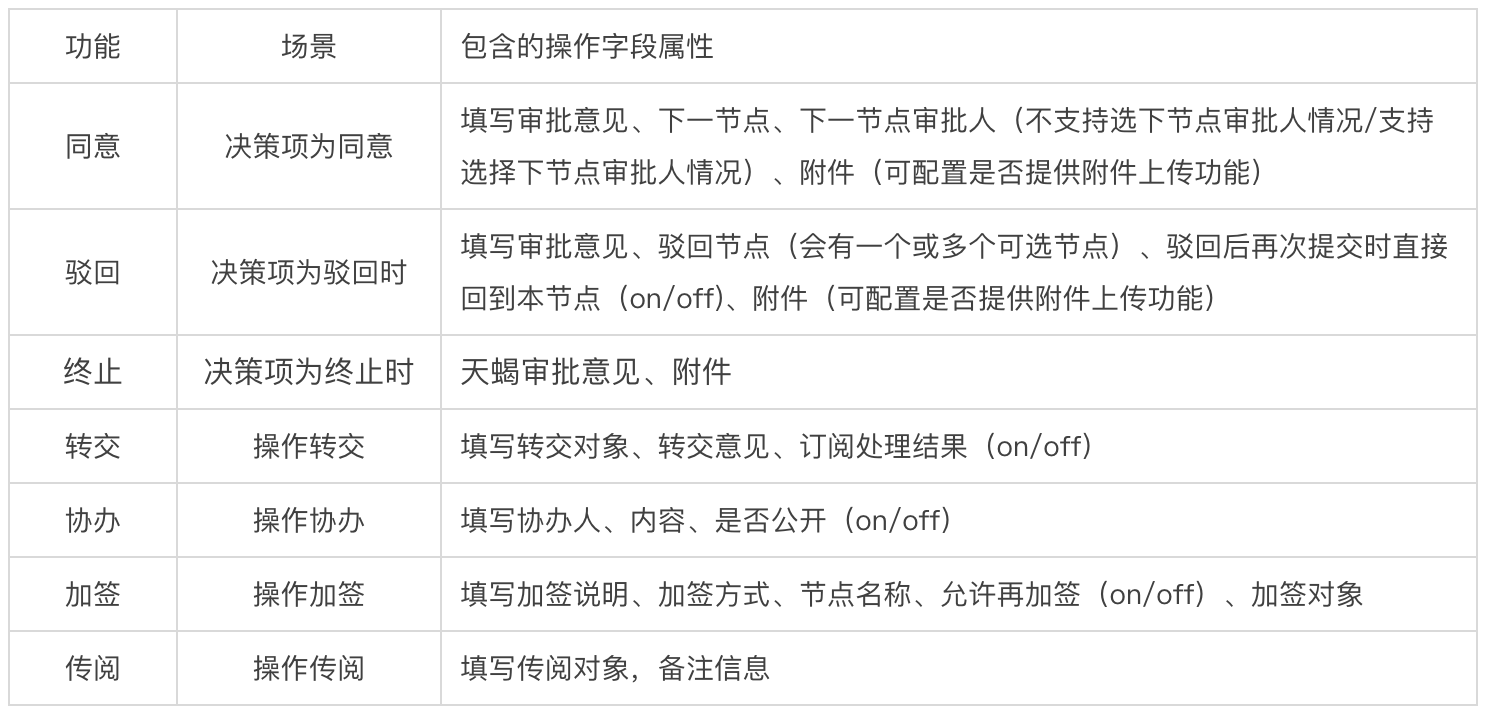 功能 场景 包含的操作字段属性
同意 决策项为同意 填写审批意见、下一节点、下一节点审批人（不支持选下节点审批人情况/支持
选择下节点审批人情况）、附件（可配置是否提供附件上传功能）
驳回 决策项为驳回时 填写审批意见、驳回节点（会有一个或多个可选节点）、驳回后再次提交时直接
回到本节点（on/off）、附件（可配置是否提供附件上传功能）
终止 决策项为终止时 天蝎审批意见、附件
转交 操作转交 填写转交对象、转交意见、订阅处理结果（on/off）
协办 操作协办 填写协办人、内容、是否公开（on/off）
加签 操作加签 填写加签说明、加签方式、节点名称、允许再加签（on/off）、加签对象
传阅 操作传阅 填写传阅对象，备注信息